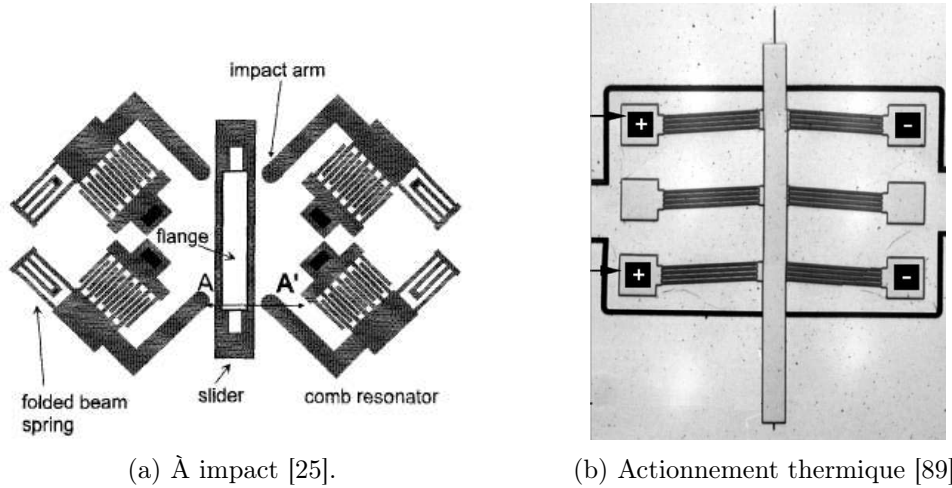 impact arm
flange
A
A'
slider
comb resonator
folded beam
spring
+
-
+
-
(a) À impact [25].
(b) Actionnement thermique [89]